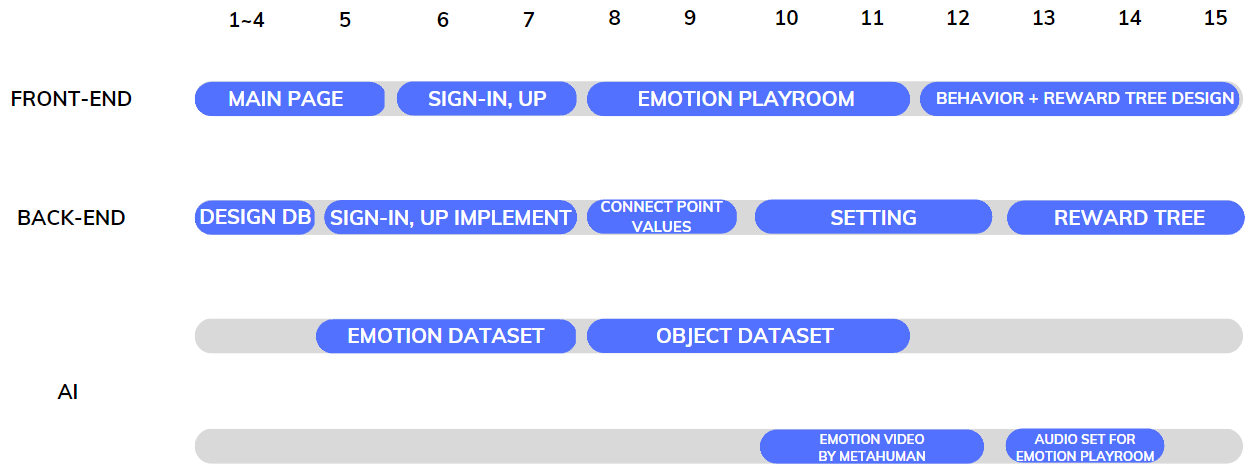 1~4 5 6 7 8 9 10 11 12 13 14 15
FRONT-END
MAIN PAGE
SIGN-IN, UP
EMOTION PLAYROOM
BEHAVIOR + REWARD TREE DESIGN
BACK-END
DESIGN DB
SIGN-IN, UP IMPLEMENT
CONNECT POINT
VALUES
SETTING
REWARD TREE
AI
EMOTION DATASET
OBJECT DATASET
EMOTION VIDEO
BY METAHUMAN
AUDIO SET FOR
EMOTION PLAYROOM